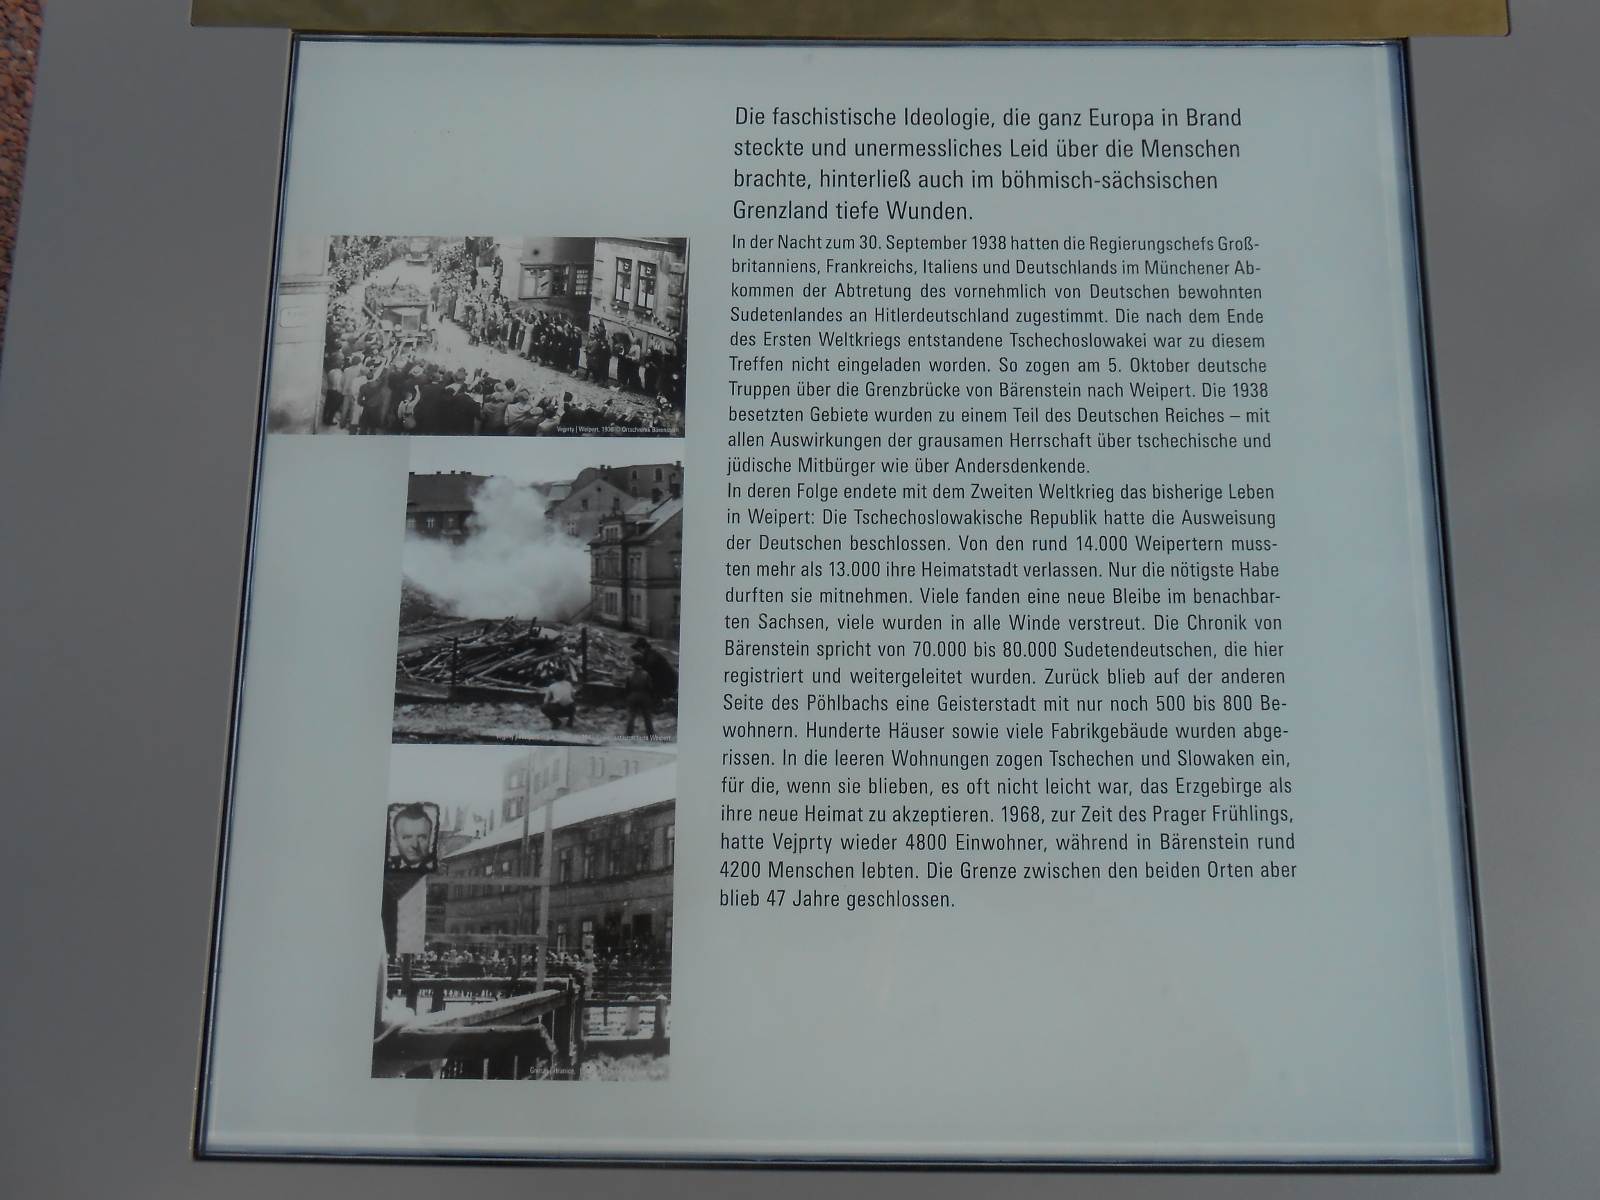 Die faschistische Ideologie, die ganz Europa in Brand
steckte und unermessliches Leid über die Menschen
brachte, hinterließ auch im böhmisch-sächsischen
Grenzland tiefe Wunden.
In der Nacht zum 30. September 1938 hatten die Regierungschefs Groß-
britanniens, Frankreichs, Italiens und Deutschlands im Münchener Ab-
kommen der Abtretung des vornehmlich von Deutschen bewohnten
Sudetenlandes an Hitlerdeutschland zugestimmt. Die nach dem Ende
des Ersten Weltkriegs entstandene Tschechoslowakei war zu diesem
Treffen nicht eingeladen worden. So zogen am 5. Oktober deutsche
Truppen über die Grenzbrücke von Bärenstein nach Weipert. Die 1938
besetzten Gebiete wurden zu einem Teil des Deutschen Reiches – mit
allen Auswirkungen der grausamen Herrschaft über tschechische und
jüdische Mitbürger wie über Andersdenkende.
In deren Folge endete mit dem Zweiten Weltkrieg das bisherige Leben
in Weipert: Die Tschechoslowakische Republik hatte die Ausweisung
der Deutschen beschlossen. Von den rund 14.000 Weipertern muss-
ten mehr als 13.000 ihre Heimatstadt verlassen. Nur die nötigste Habe
durften sie mitnehmen. Viele fanden eine neue Bleibe im benachbar-
ten Sachsen, viele wurden in alle Winde verstreut. Die Chronik von
Bärenstein spricht von 70.000 bis 80.000 Sudetendeutschen, die hier
registriert und weitergeleitet wurden. Zurück blieb auf der anderen
Seite des Pöhlbachs eine Geisterstadt mit nur noch 500 bis 800 Be-
wohnern. Hunderte Häuser sowie viele Fabrikgebäude wurden abge-
rissen. In die leeren Wohnungen zogen Tschechen und Slowaken ein,
für die, wenn sie blieben, es oft nicht leicht war, das Erzgebirge als
ihre neue Heimat zu akzeptieren. 1968, zur Zeit des Prager Frühlings,
hatte Vejprty wieder 4800 Einwohner, während in Bärenstein rund
4200 Menschen lebten. Die Grenze zwischen den beiden Orten aber
blieb 47 Jahre geschlossen.
Vejprty | Weipert, 1938 © Ortschronik Bärenstein
Weipert